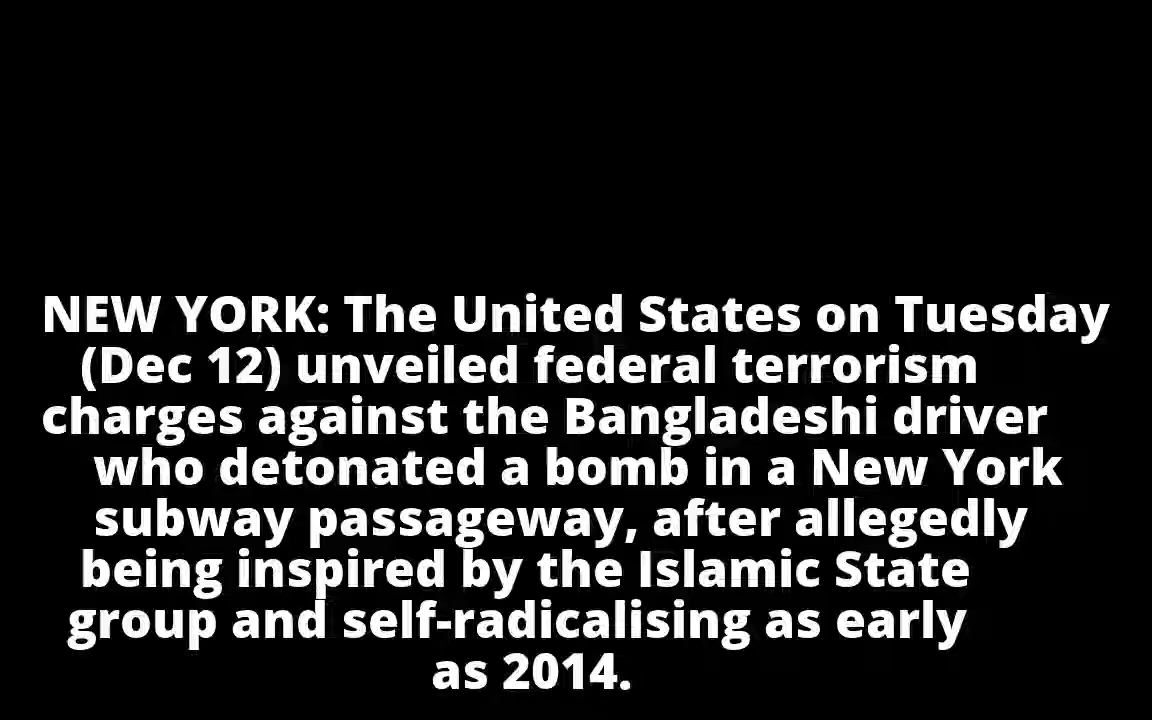 NEW YORK: The United States on Tuesday
(Dec 12) unveiled federal terrorism
charges against the Bangladeshi driver
who detonated a bomb in a New York
subway passageway, after allegedly
being inspired by the Islamic State
group and self-radicalising as early
as 2014.